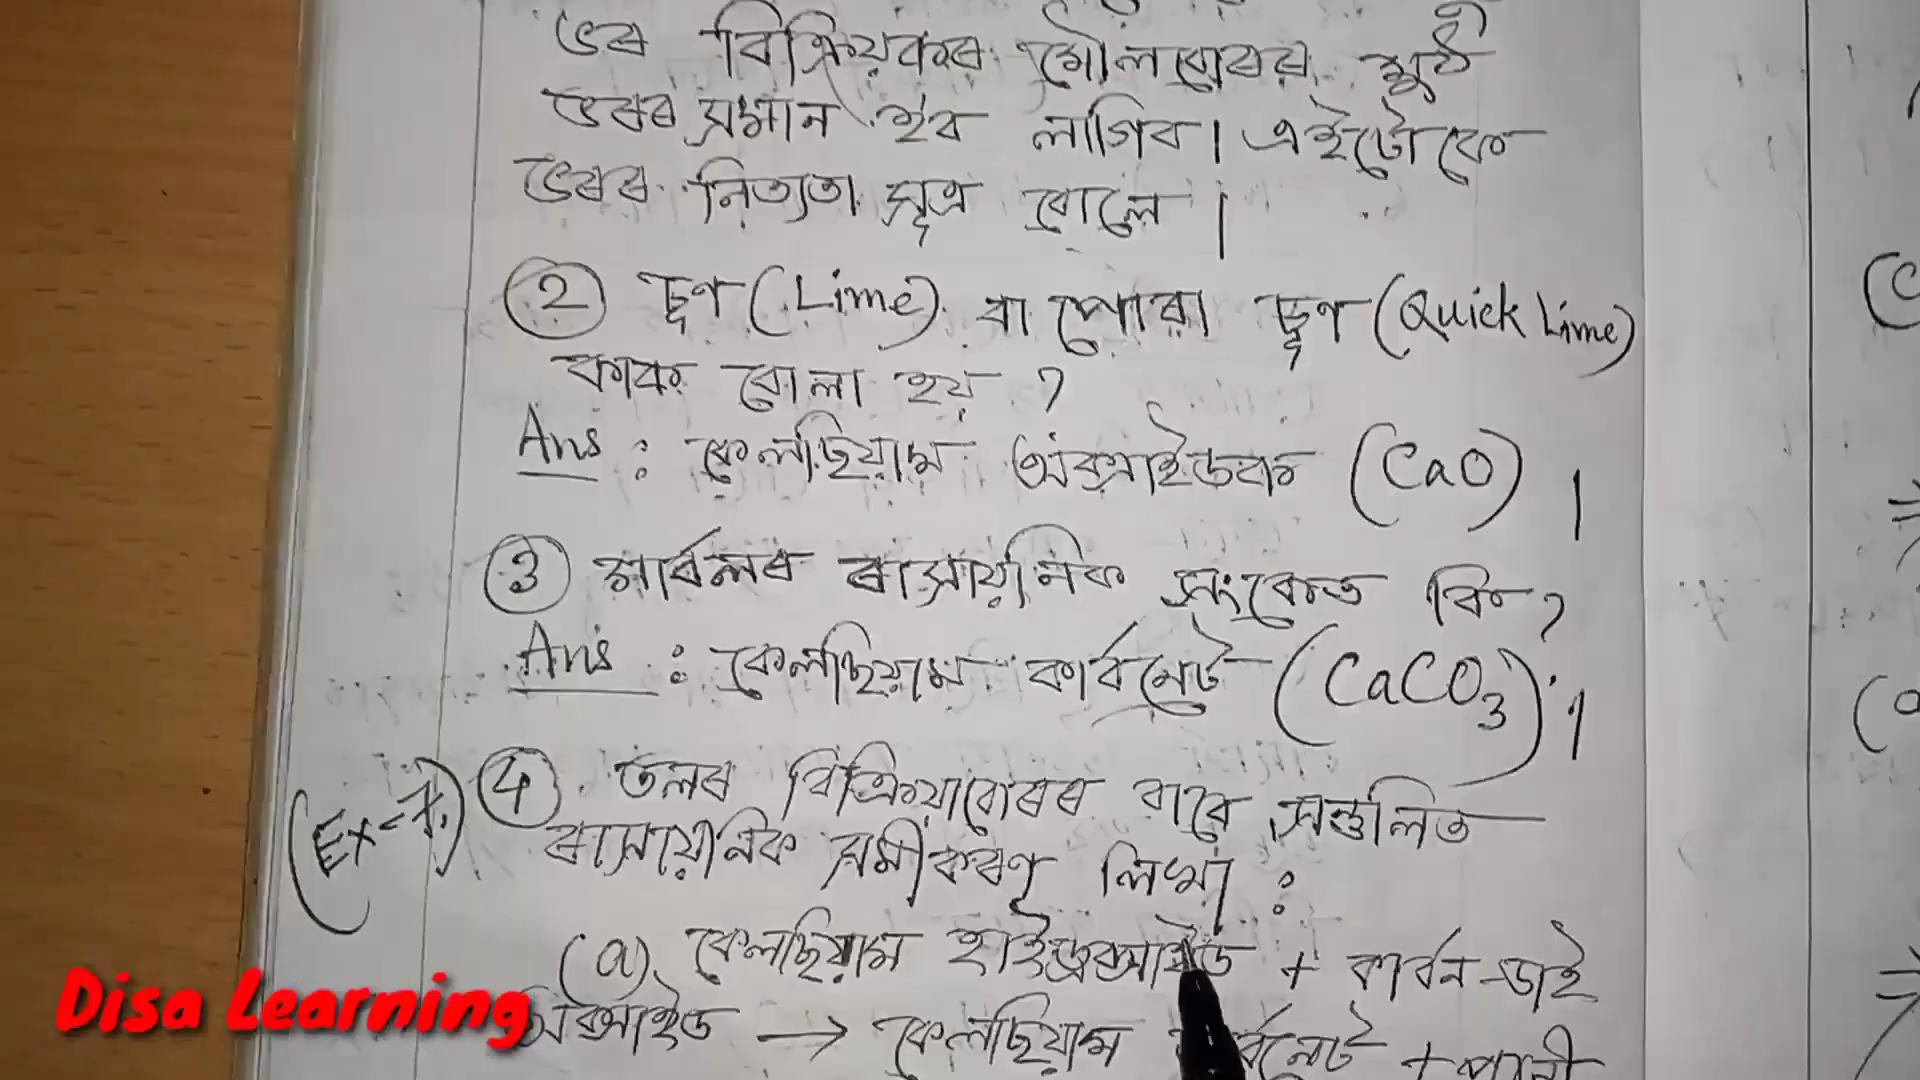 ভৰ বিক্ৰিয়কৰ মৌলবোৰৰ মুঠ
ভৰৰ সমান হ'ব লাগিব। এইটোকে
ভৰৰ নিত্যতা সূত্ৰ বোলে।
② চূণ (Lime) বা পোৰা চূণ (Quick Lime)
কাক বোলা হয়?
Ans: কেলছিয়াম অক্সাইডক (CaO)।
③ মাৰ্বলৰ ৰাসায়নিক সংকেত কি?
Ans: কেলছিয়াম কাৰ্বনেট (CaCO₃)।
(Ex-7.) ④ তলৰ বিক্ৰিয়াবোৰৰ বাবে সন্তুলিত
ৰাসায়নিক সমীকৰণ লিখা:
(a) কেলছিয়াম হাইড্ৰক্সাইড + কাৰ্বন-ডাই
অক্সাইড → কেলছিয়াম কাৰ্বনেট + পানী
Disa Learning